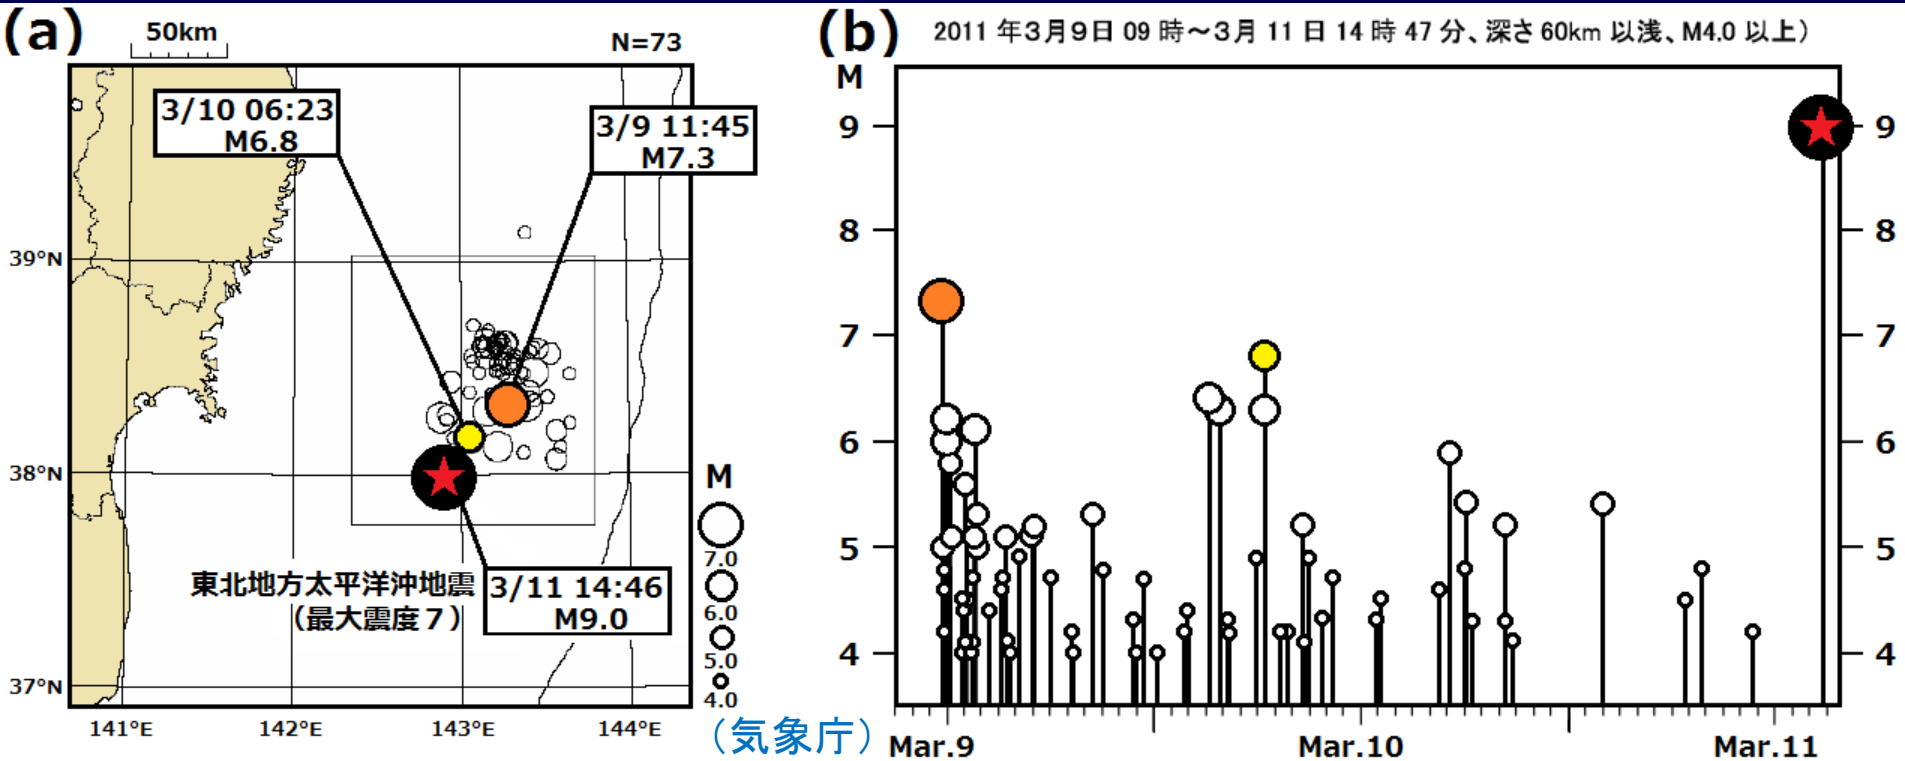 (a)
50km
N=73
3/10 06:23
M6.8
3/9 11:45
M7.3
39°N
38°N
37°N
東北地方太平洋沖地震
（最大震度７）
3/11 14:46
M9.0
141°E
142°E
143°E
144°E
M
7.0
6.0
5.0
4.0
（気象庁）
(b)
2011 年３月９日 09 時～３月 11 日 14 時 47 分、深さ 60km 以浅、M4.0 以上）
M
9
8
7
6
5
4
9
8
7
6
5
4
Mar.9
Mar.10
Mar.11